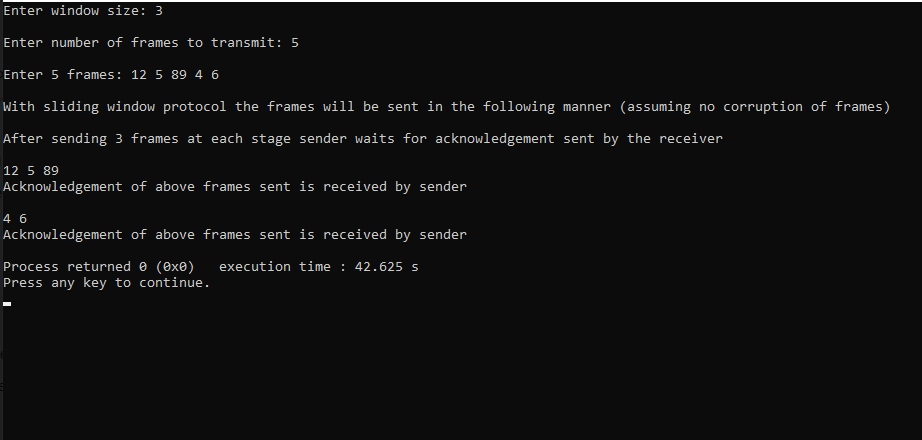 Enter window size: 3
Enter number of frames to transmit: 5
Enter 5 frames: 12 5 89 4 6
With sliding window protocol the frames will be sent in the following manner (assuming no corruption of frames)
After sending 3 frames at each stage sender waits for acknowledgement sent by the receiver
12 5 89
Acknowledgement of above frames sent is received by sender
4 6
Acknowledgement of above frames sent is received by sender
Process returned 0 (0x0)   execution time : 42.625 s
Press any key to continue.